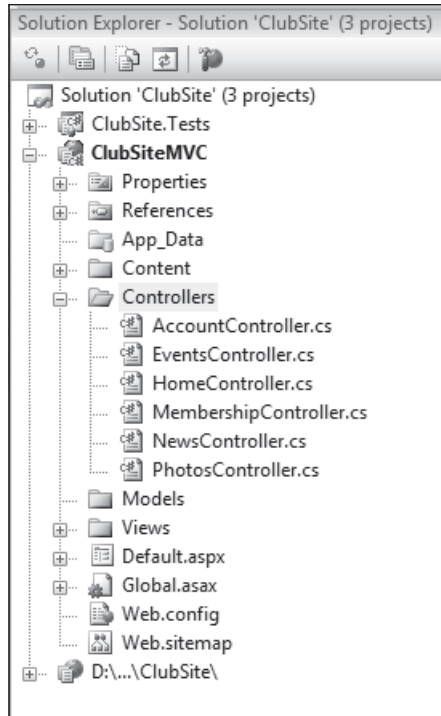 Solution Explorer - Solution 'ClubSite' (3 projects)
Solution 'ClubSite' (3 projects)
ClubSite.Tests
ClubSiteMVC
Properties
References
App_Data
Content
Controllers
AccountController.cs
EventsController.cs
HomeController.cs
MembershipController.cs
NewsController.cs
PhotosController.cs
Models
Views
Default.aspx
Global.asax
Web.config
Web.sitemap
D:\...\ClubSite\